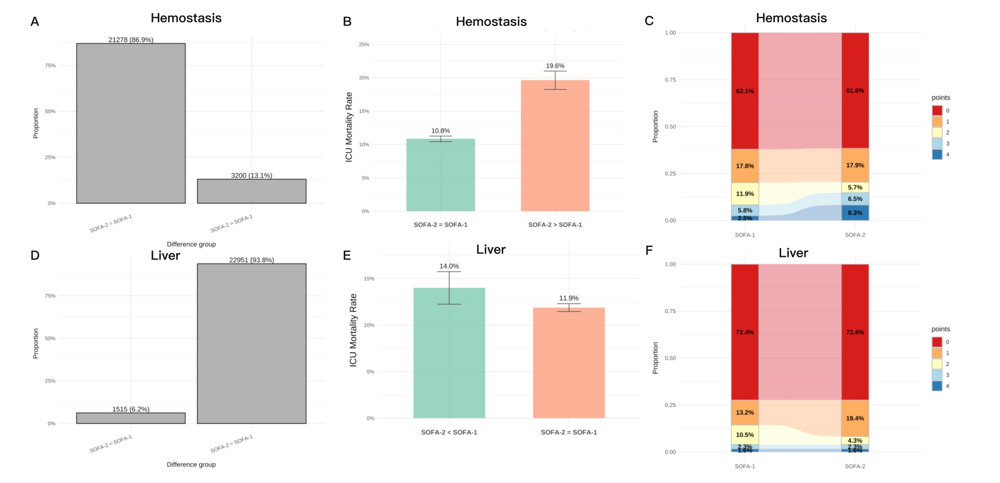 A
Hemostasis
21278 (86.9%)
3200 (13.1%)
75%
50%
25%
0%
Proportion
SOFA-2 = SOFA-1
SOFA-2 > SOFA-1
Difference group
B
Hemostasis
25%
20%
15%
10%
5%
0%
ICU Mortality Rate
10.8%
19.6%
SOFA-2 = SOFA-1
SOFA-2 > SOFA-1
C
Hemostasis
1.00
0.75
0.50
0.25
0.00
Proportion
62.1%
17.8%
11.9%
5.8%
2.5%
61.6%
17.9%
5.7%
6.5%
8.3%
SOFA-1
SOFA-2
points
0
1
2
3
4
D
Liver
1515 (6.2%)
22951 (93.8%)
75%
50%
25%
0%
Proportion
SOFA-2 < SOFA-1
SOFA-2 = SOFA-1
Difference group
E
Liver
15%
10%
5%
0%
ICU Mortality Rate
14.0%
11.9%
SOFA-2 < SOFA-1
SOFA-2 = SOFA-1
F
Liver
1.00
0.75
0.50
0.25
0.00
Proportion
72.4%
13.2%
10.5%
2.3%
1.6%
72.4%
19.4%
4.3%
2.3%
1.6%
SOFA-1
SOFA-2
points
0
1
2
3
4